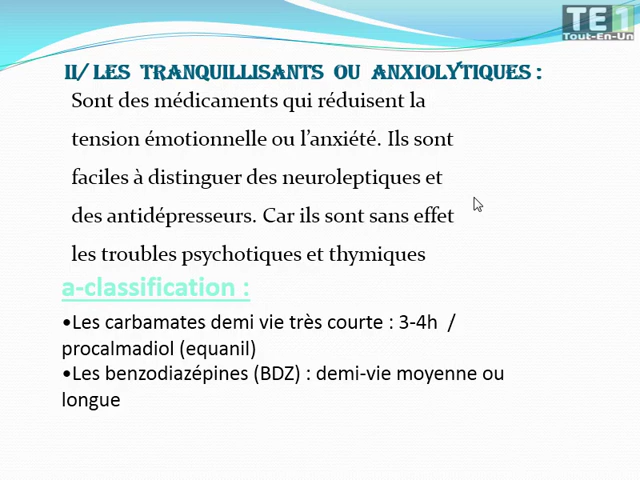 TE1
Tout-En-Un
II/ LES TRANQUILLISANTS OU ANXIOLYTIQUES :
Sont des médicaments qui réduisent la
tension émotionnelle ou l’anxiété. Ils sont
faciles à distinguer des neuroleptiques et
des antidépresseurs. Car ils sont sans effet
les troubles psychotiques et thymiques
a-classification :
•Les carbamates demi vie très courte : 3-4h /
procalmadiol (equanil)
•Les benzodiazépines (BDZ) : demi-vie moyenne ou
longue